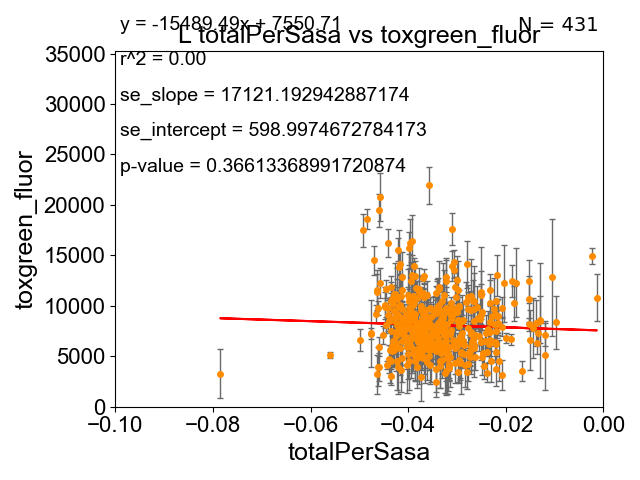 y = -15489.49x + 7550.71
N = 431
L totalPerSasa vs toxgreen_fluor
r^2 = 0.00
se_slope = 17121.192942887174
se_intercept = 598.9974672784173
p-value = 0.36613368991720874
35000
30000
25000
20000
15000
10000
5000
0
toxgreen_fluor
−0.10
−0.08
−0.06
−0.04
−0.02
0.00
totalPerSasa